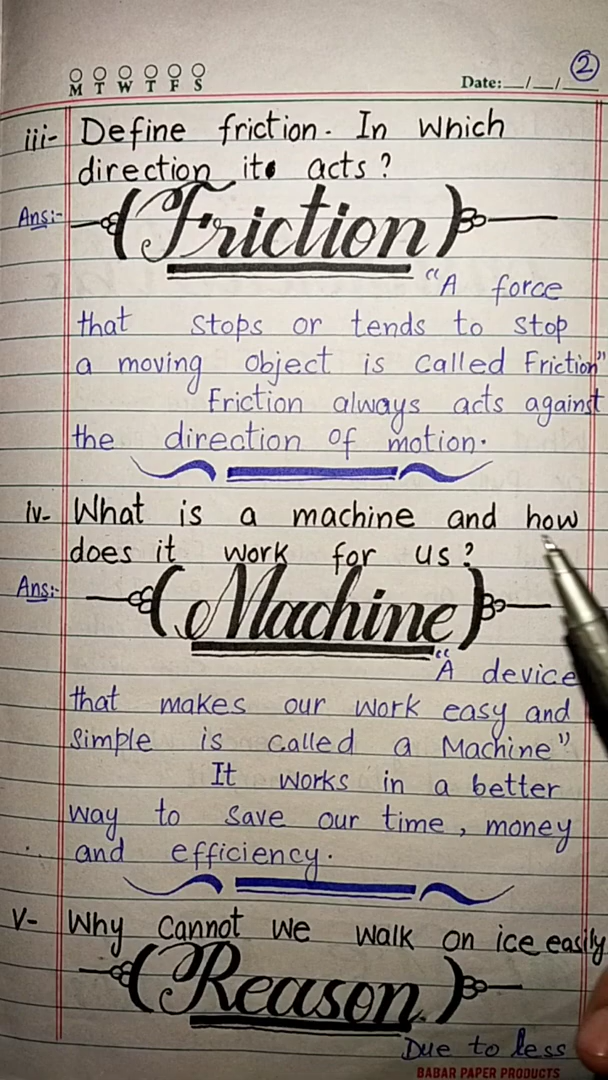 2
M T W T F S
Date:__/__/__
iii- Define friction. In which
direction it acts?
Ans:- (Friction)
"A force
that stops or tends to stop
a moving object is called Friction"
Friction always acts against
the direction of motion.
iv- What is a machine and how
does it work for us?
Ans:- (Machine)
"A device
that makes our work easy and
simple is called a Machine"
It works in a better
way to save our time, money
and efficiency.
v- Why cannot we walk on ice easily
(Reason)
Due to less
BABAR PAPER PRODUCTS